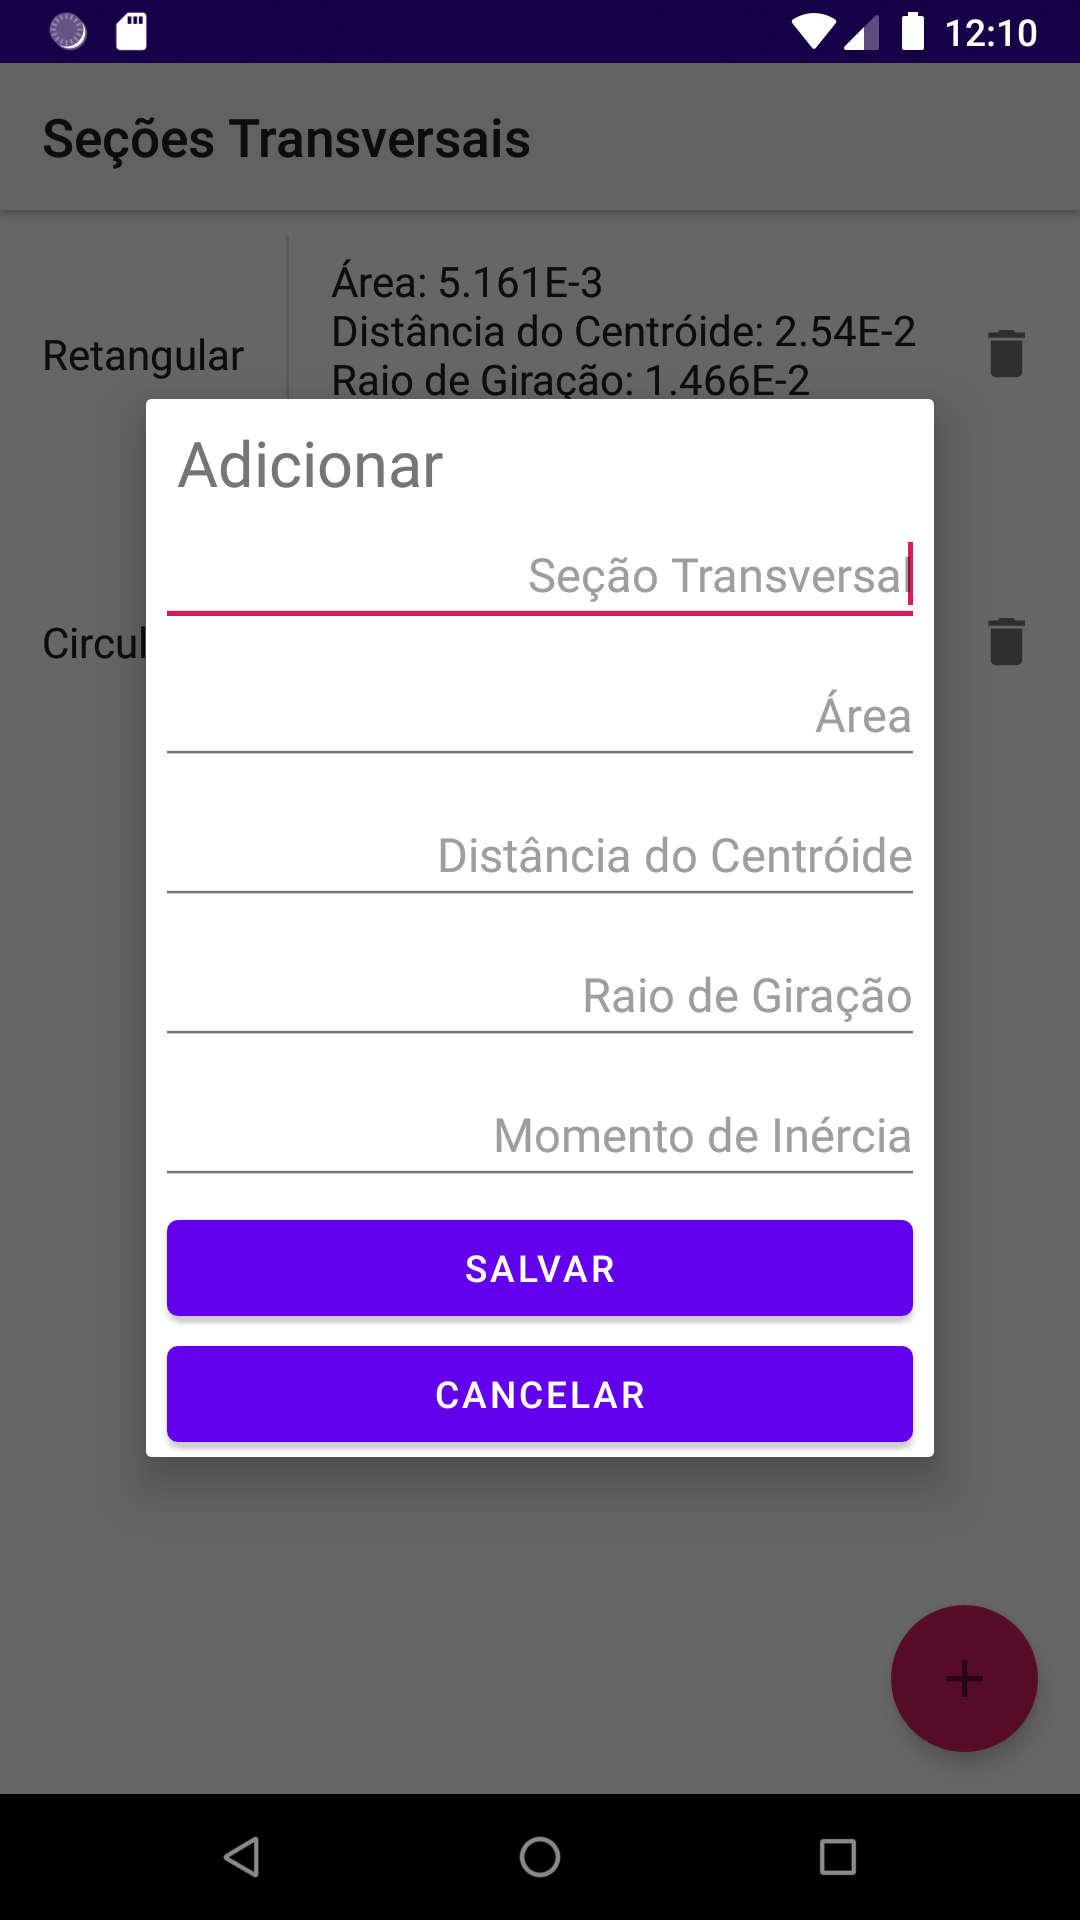 12:10
Seções Transversais
Área: 5.161E-3
Distância do Centróide: 2.54E-2
Retangular
Raio de Giração: 1.466E-2
Adicionar
Seção Transversal
Circul
Área
Distância do Centróide
Raio de Giração
Momento de Inércia
SALVAR
CANCELAR